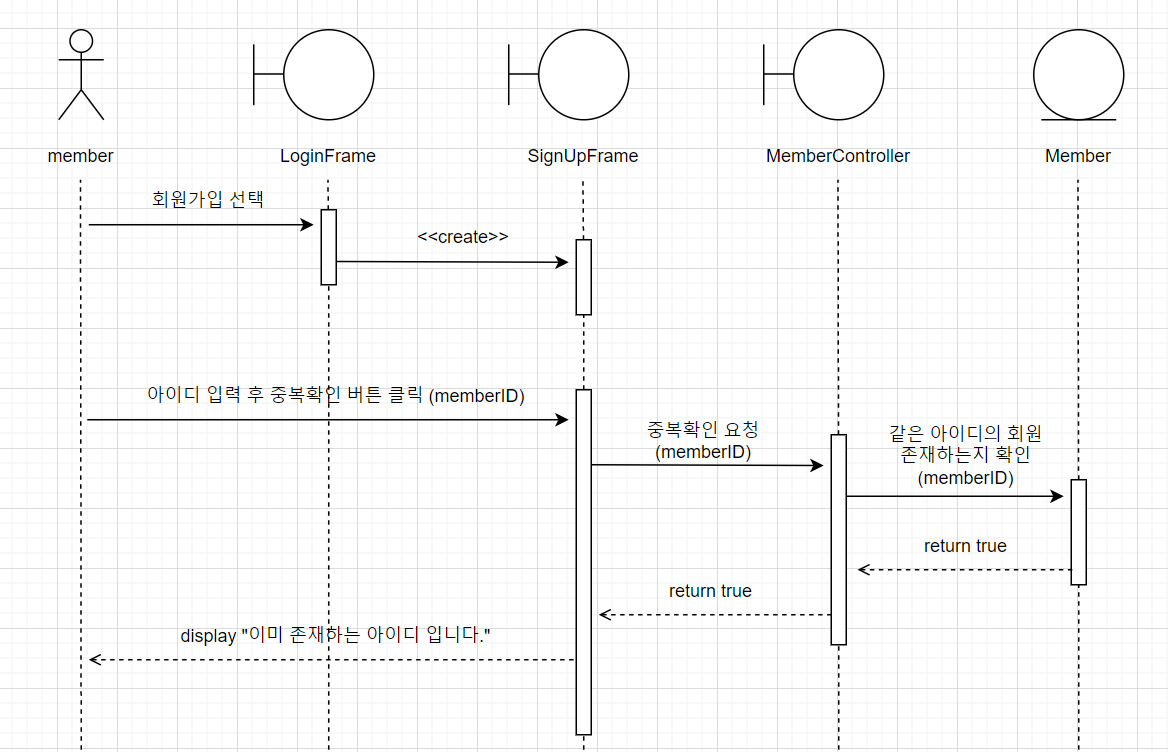 member
LoginFrame
SignUpFrame
MemberController
Member
회원가입 선택
<<create>>
아이디 입력 후 중복확인 버튼 클릭 (memberID)
중복확인 요청
(memberID)
같은 아이디의 회원
존재하는지 확인
(memberID)
return true
return true
display "이미 존재하는 아이디 입니다."